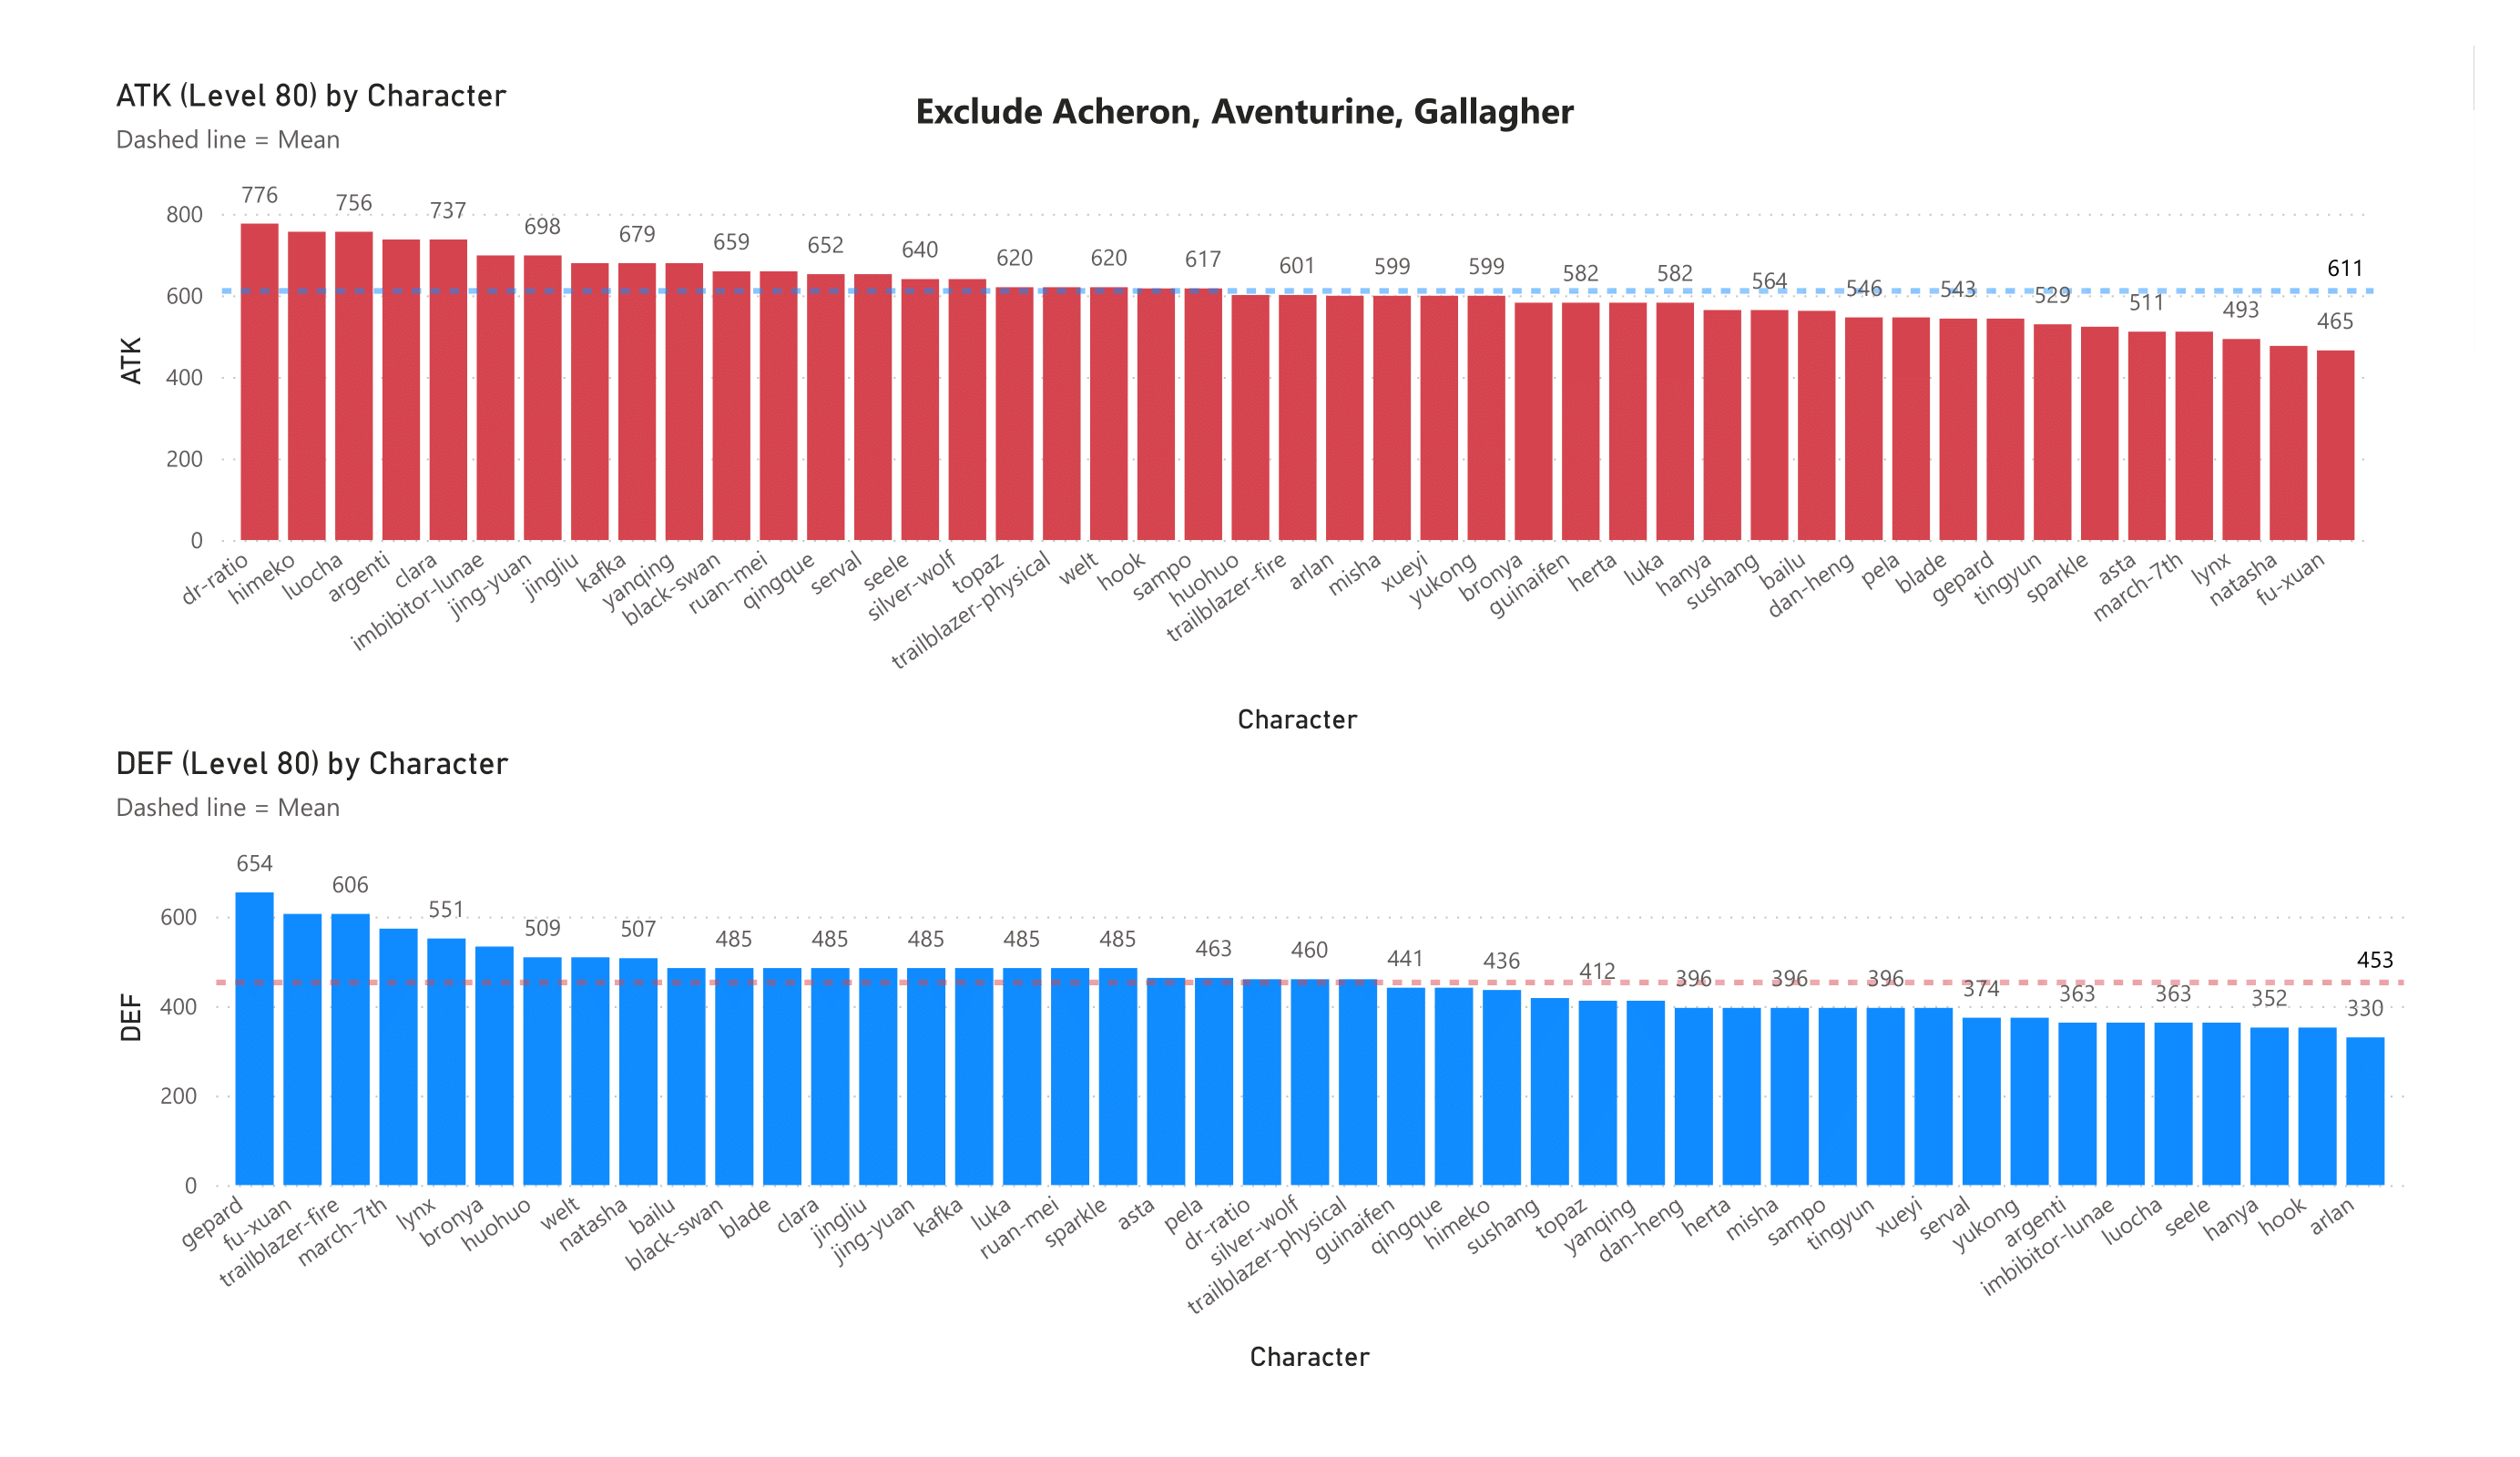 ATK (Level 80) by Character
Exclude Acheron, Aventurine, Gallagher
Dashed line = Mean
776 756 737 698 679 659 652 640 620 620 617 601 599 599 582 582 564 546 543 529 511 493 465
611
800
600
400
200
0
ATK
dr-ratio himeko luocha argenti clara imbibitor-lunae jing-yuan jingliu kafka yanqing black-swan ruan-mei qingque serval seele silver-wolf topaz trailblazer-physical welt hook sampo huohuo trailblazer-fire arlan misha xueyi yukong bronya guinaifen herta luka hanya sushang bailu dan-heng pela blade gepard tingyun sparkle asta march-7th lynx natasha fu-xuan
Character
DEF (Level 80) by Character
Dashed line = Mean
654 606 551 509 507 485 485 485 485 485 463 460 441 436 412 396 396 396 374 363 363 352 330
453
600
400
200
0
DEF
gepard fu-xuan trailblazer-fire march-7th lynx bronya huohuo welt natasha bailu black-swan blade clara jingliu jing-yuan kafka luka ruan-mei sparkle asta pela dr-ratio silver-wolf trailblazer-physical guinaifen qingque himeko sushang topaz yanqing dan-heng herta misha sampo tingyun xueyi serval yukong argenti imbibitor-lunae luocha seele hanya hook arlan
Character